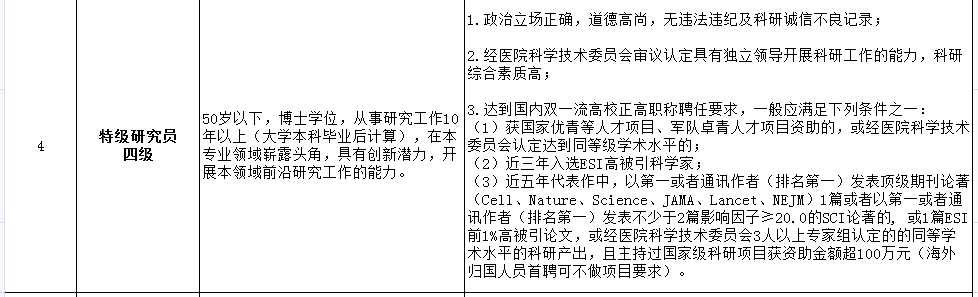 4
特级研究员
四级
50岁以下，博士学位，从事研究工作10
年以上（大学本科毕业后计算），在本
专业领域崭露头角，具有创新潜力，开
展本领域前沿研究工作的能力。
1.政治立场正确，道德高尚，无违法违纪及科研诚信不良记录；
2.经医院科学技术委员会审议认定具有独立领导开展科研工作的能力，科研
综合素质高；
3.达到国内双一流高校正高职称聘任要求，一般应满足下列条件之一：
（1）获国家优青等人才项目、军队卓青人才项目资助的，或经医院科学技术
委员会认定达到同等级学术水平的；
（2）近三年入选ESI高被引科学家；
（3）近五年代表作中，以第一或者通讯作者（排名第一）发表顶级期刊论著
（Cell、Nature、Science、JAMA、Lancet、NEJM）1篇或者以第一或者通
讯作者（排名第一）发表不少于2篇影响因子≥20.0的SCI论著的, 或1篇ESI
前1%高被引论文，或经医院科学技术委员会3人以上专家组认定的的同等学
术水平的科研产出，且主持过国家级科研项目获资助金额超100万元（海外
归国人员首聘可不做项目要求）。